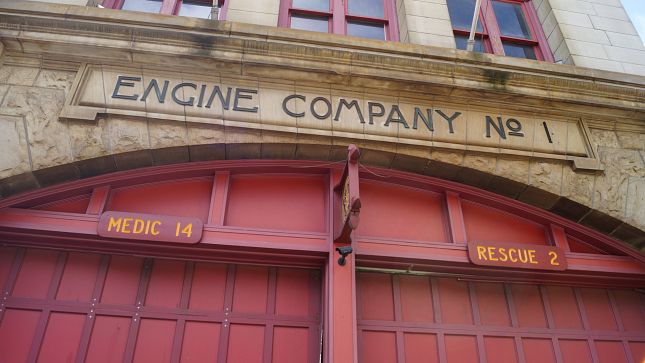 ENGINE COMPANY No 1
MEDIC 14
RESCUE 2